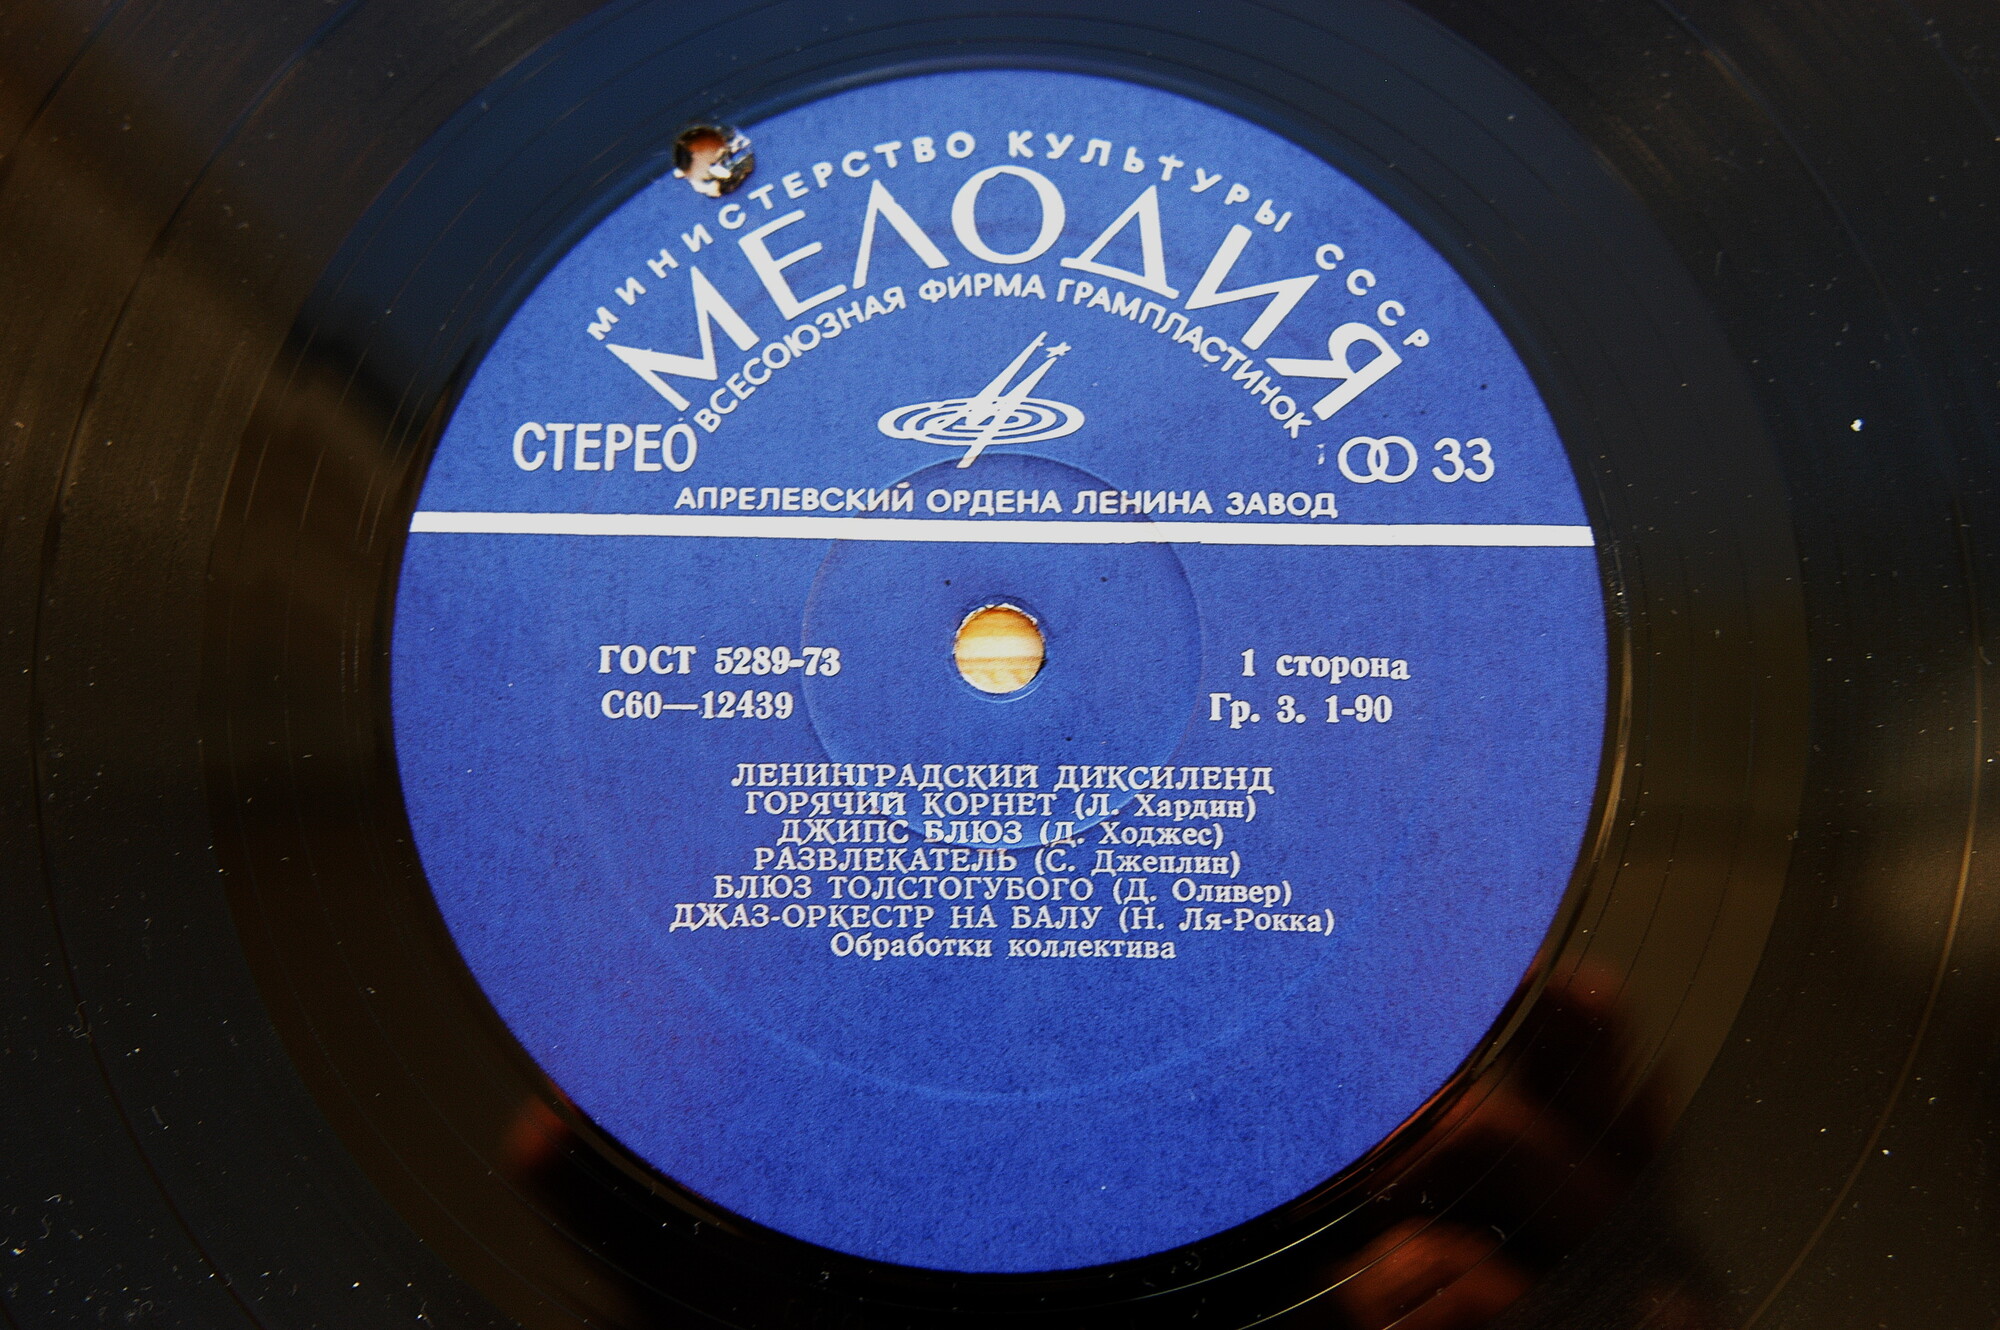 МИНИСТЕРСТВО КУЛЬТУРЫ СССР
МЕЛОДИЯ
ВСЕСОЮЗНАЯ ФИРМА ГРАМПЛАСТИНОК
СТЕРЕО
33
АПРЕЛЕВСКИЙ ОРДЕНА ЛЕНИНА ЗАВОД
ГОСТ 5289-73
1 сторона
С60—12439
Гр. 3. 1-90
ЛЕНИНГРАДСКИЙ ДИКСИЛЕНД
ГОРЯЧИЙ КОРНЕТ (Л. Хардин)
ДЖИПС БЛЮЗ (Д. Ходжес)
РАЗВЛЕКАТЕЛЬ (С. Джеплин)
БЛЮЗ ТОЛСТОГУБОГО (Д. Оливер)
ДЖАЗ-ОРКЕСТР НА БАЛУ (Н. Ля-Рокка)
Обработки коллектива